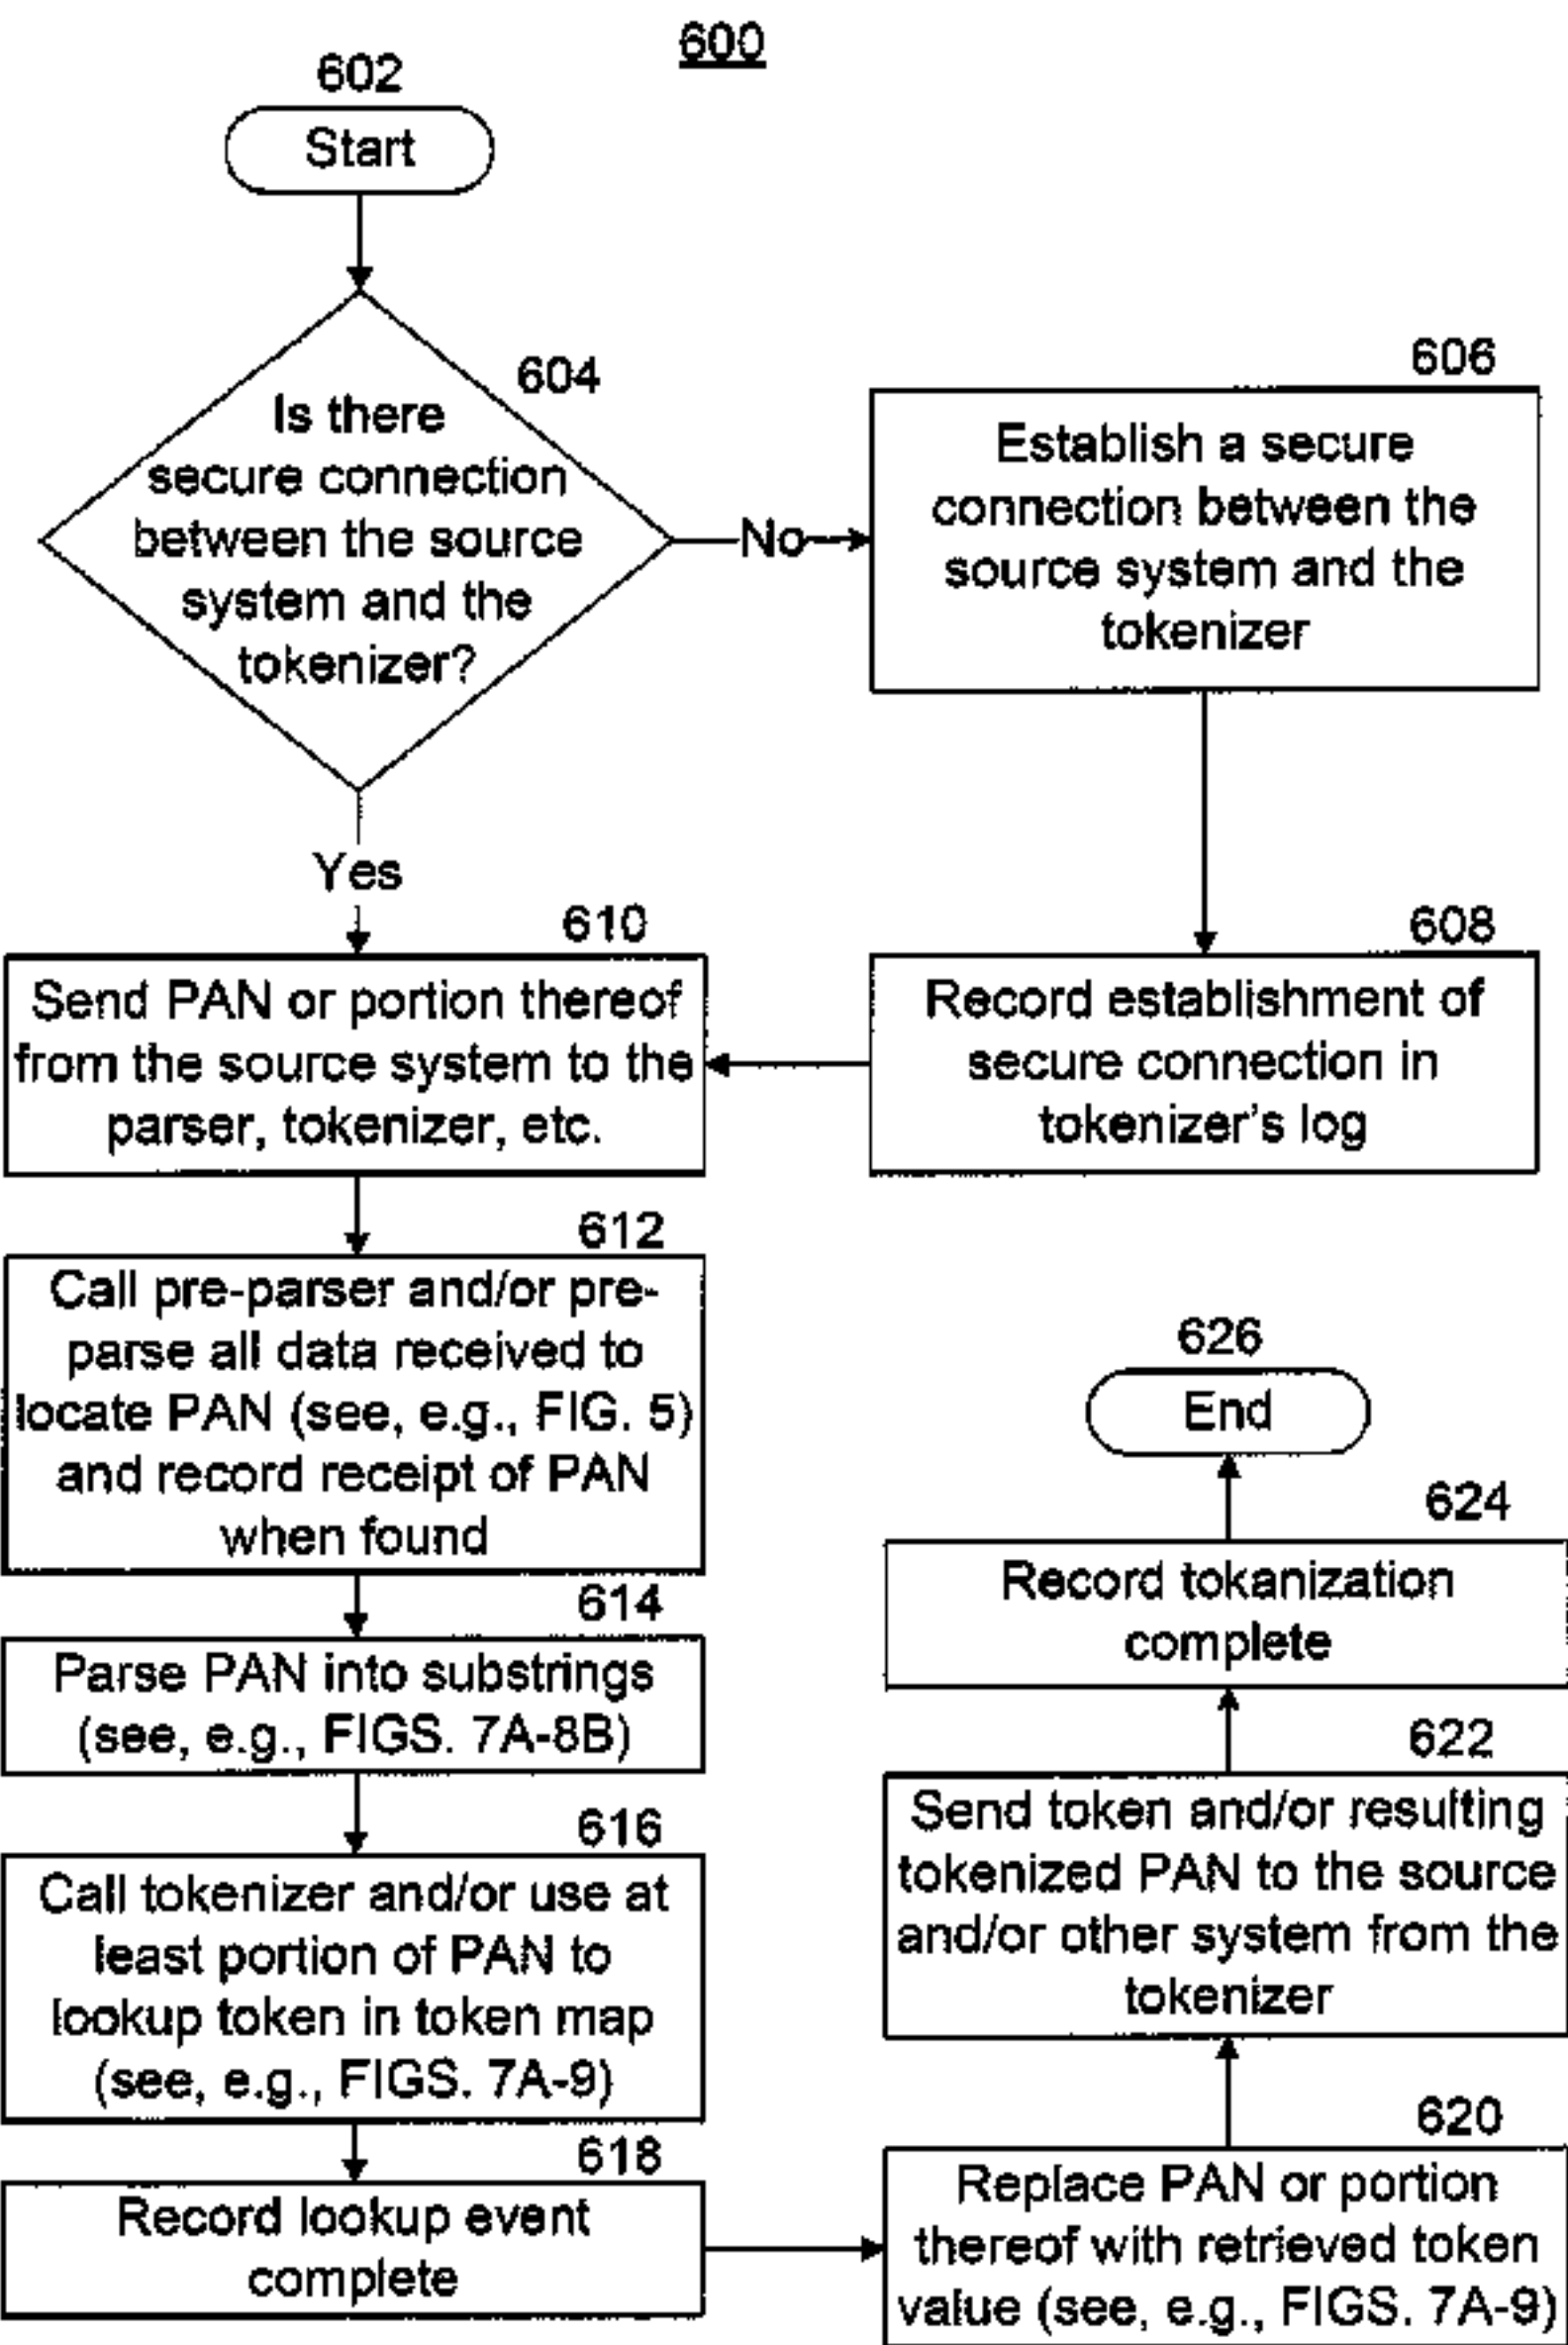 600
602
Start
604
Is there
secure connection
between the source
system and the
tokenizer?
No
606
Establish a secure
connection between the
source system and the
tokenizer
Yes
608
Record establishment of
secure connection in
tokenizer's log
610
Send PAN or portion thereof
from the source system to the
parser, tokenizer, etc.
612
Call pre-parser and/or pre-
parse all data received to
locate PAN (see, e.g., FIG. 5)
and record receipt of PAN
when found
614
Parse PAN into substrings
(see, e.g., FIGS. 7A-8B)
616
Call tokenizer and/or use at
least portion of PAN to
lookup token in token map
(see, e.g., FIGS. 7A-9)
618
Record lookup event
complete
620
Replace PAN or portion
thereof with retrieved token
value (see, e.g., FIGS. 7A-9)
622
Send token and/or resulting
tokenized PAN to the source
and/or other system from the
tokenizer
624
Record tokanization
complete
626
End